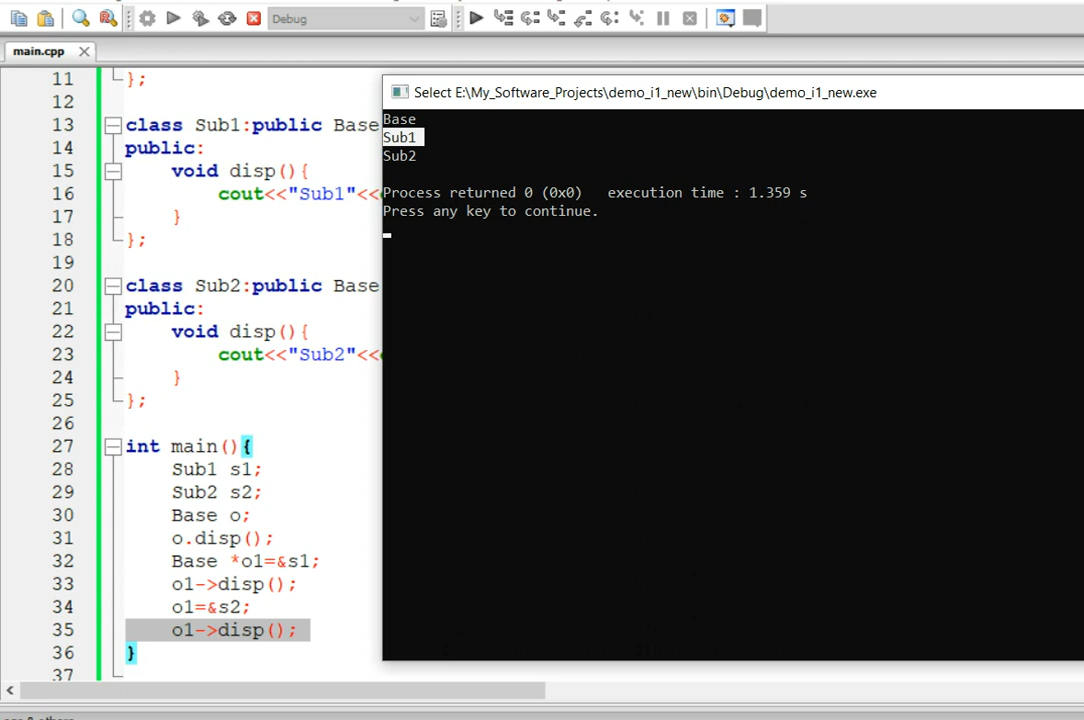 Debug
main.cpp
Select E:\My_Software_Projects\demo_i1_new\bin\Debug\demo_i1_new.exe
11 };
12
13 class Sub1:public Base
14 public:
15 void disp(){
16 cout<<"Sub1"<<
17 }
18 };
19
20 class Sub2:public Base
21 public:
22 void disp(){
23 cout<<"Sub2"<<
24 }
25 };
26
27 int main(){
28 Sub1 s1;
29 Sub2 s2;
30 Base o;
31 o.disp();
32 Base *o1=&s1;
33 o1->disp();
34 o1=&s2;
35 o1->disp();
36 }
37
Base
Sub1
Sub2
Process returned 0 (0x0) execution time : 1.359 s
Press any key to continue.